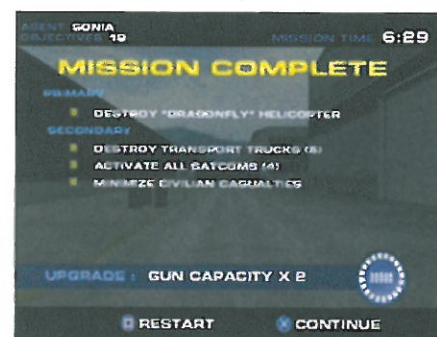 AGENT SONIA
OBJECTIVES 19
MISSION TIME 6:29
MISSION COMPLETE
PRIMARY
DESTROY "DRAGONFLY" HELICOPTER
SECONDARY
DESTROY TRANSPORT TRUCKS
ACTIVATE ALL SATCOMS (4)
MINIMIZE CIVILIAN CASUALTIES
UPGRADE : GUN CAPACITY X 2
RESTART
CONTINUE